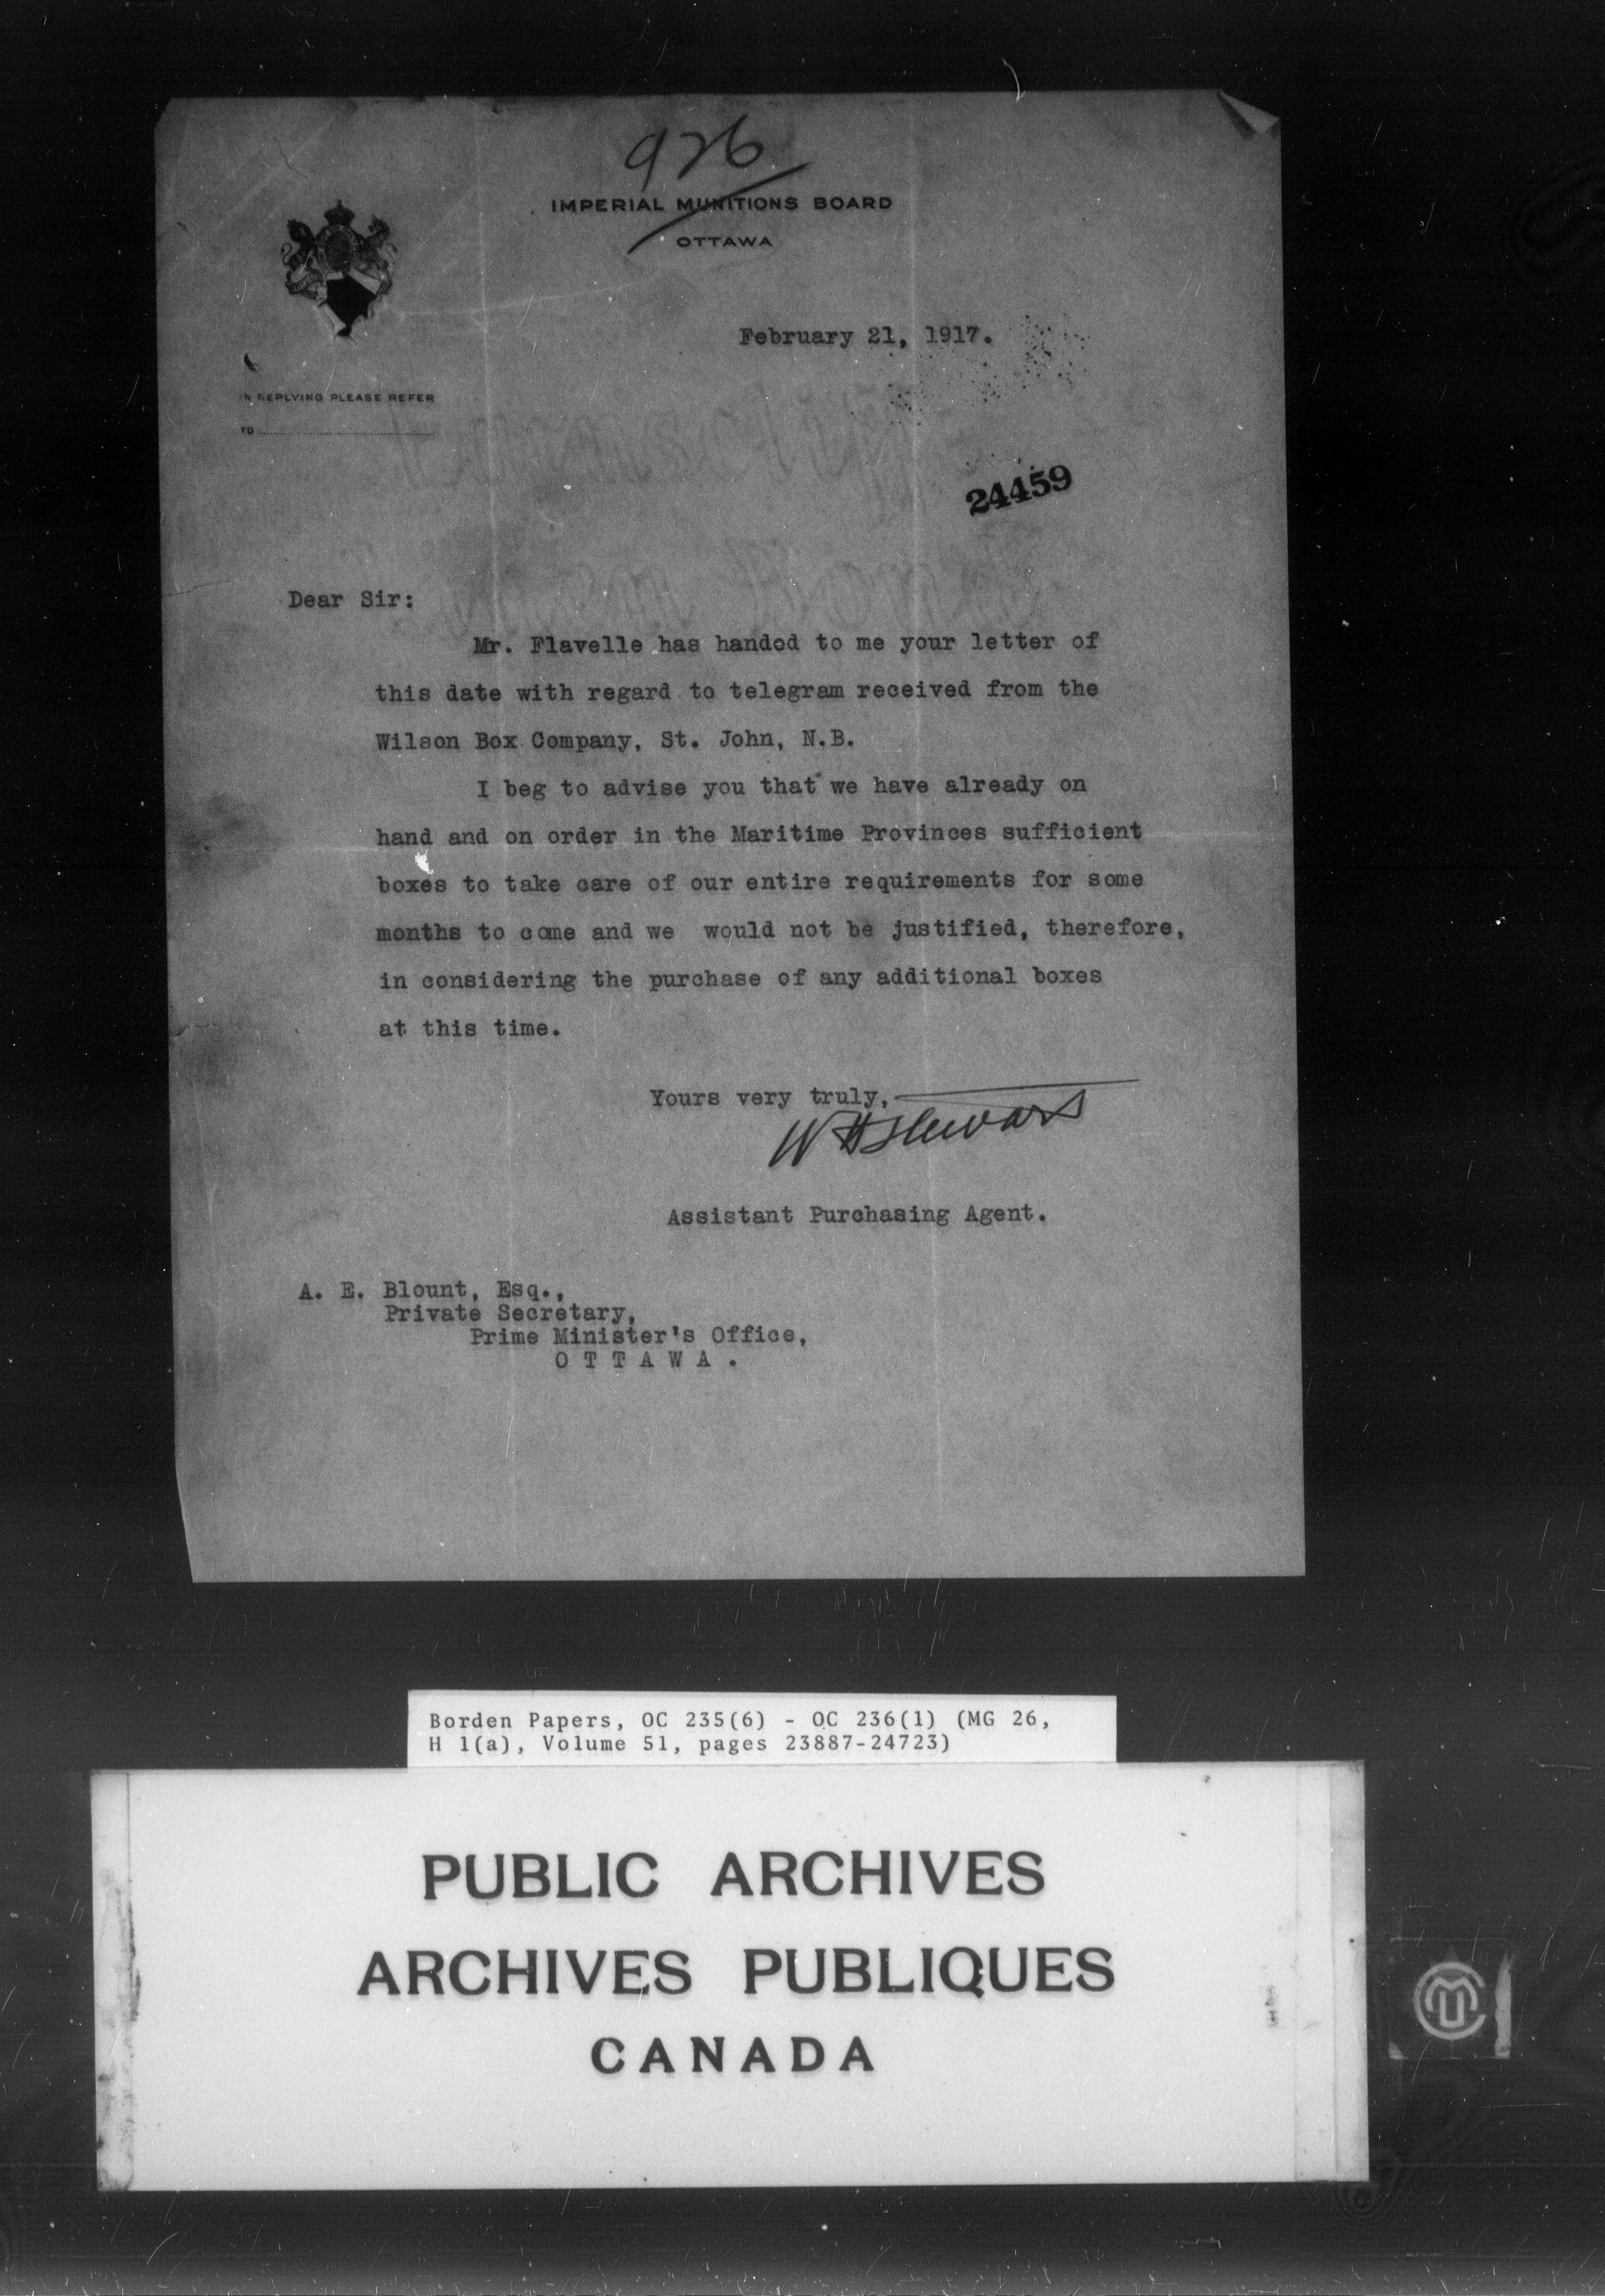 926
IMPERIAL MUNITIONS BOARD
OTTAWA
February 21, 1917.
IN REPLYING PLEASE REFER
TO
24459
Dear Sir:
Mr. Flavelle has handed to me your letter of
this date with regard to telegram received from the
Wilson Box Company, St. John, N.B.
I beg to advise you that we have already on
hand and on order in the Maritime Provinces sufficient
boxes to take care of our entire requirements for some
months to come and we would not be justified, therefore,
in considering the purchase of any additional boxes
at this time.
Yours very truly,
W H Stewart
Assistant Purchasing Agent.
A. E. Blount, Esq.,
Private Secretary,
Prime Minister's Office,
O T T A W A .
Borden Papers, OC 235(6) - OC 236(1) (MG 26,
H 1(a), Volume 51, pages 23887-24723)
PUBLIC ARCHIVES
ARCHIVES PUBLIQUES
CANADA